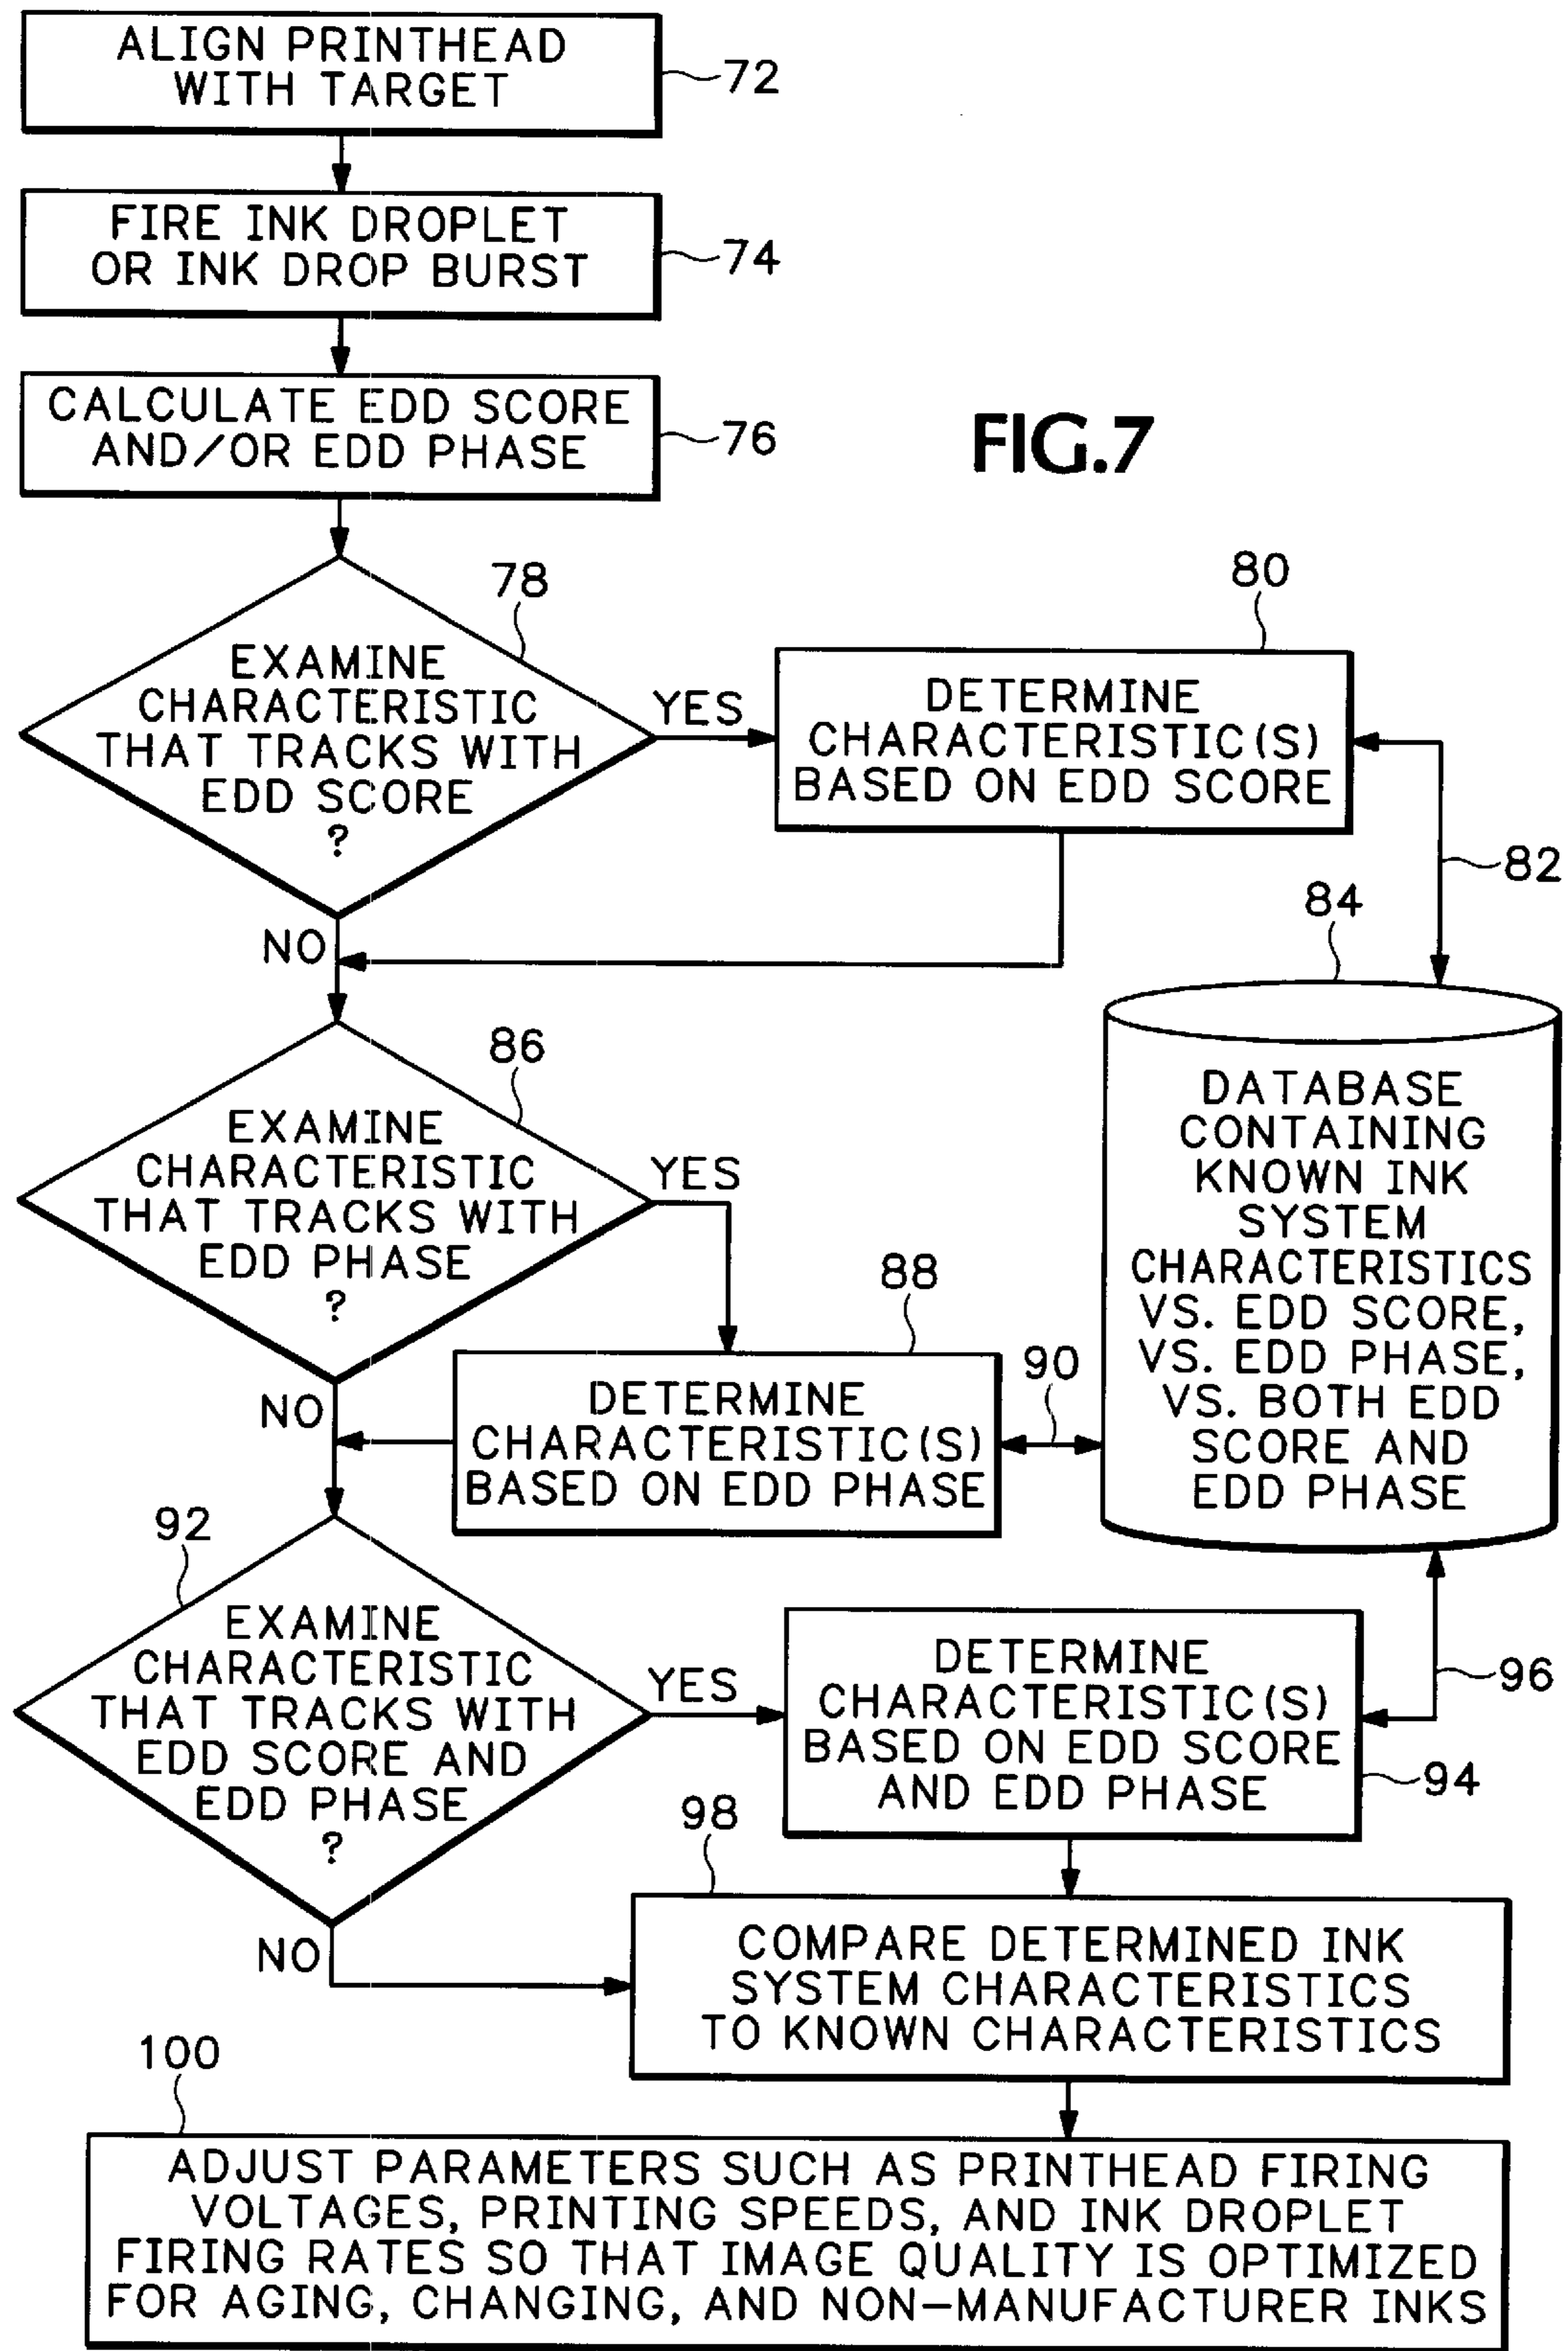 ALIGN PRINTHEAD
WITH TARGET
72
FIRE INK DROPLET
OR INK DROP BURST
74
CALCULATE EDD SCORE
AND/OR EDD PHASE
76
FIG.7
78
EXAMINE
CHARACTERISTIC
THAT TRACKS WITH
EDD SCORE
?
YES
NO
80
DETERMINE
CHARACTERISTIC(S)
BASED ON EDD SCORE
82
84
DATABASE
CONTAINING
KNOWN INK
SYSTEM
CHARACTERISTICS
VS. EDD SCORE,
VS. EDD PHASE,
VS. BOTH EDD
SCORE AND
EDD PHASE
86
EXAMINE
CHARACTERISTIC
THAT TRACKS WITH
EDD PHASE
?
YES
NO
88
DETERMINE
CHARACTERISTIC(S)
BASED ON EDD PHASE
90
92
EXAMINE
CHARACTERISTIC
THAT TRACKS WITH
EDD SCORE AND
EDD PHASE
?
YES
NO
DETERMINE
CHARACTERISTIC(S)
BASED ON EDD SCORE
AND EDD PHASE
94
96
98
COMPARE DETERMINED INK
SYSTEM CHARACTERISTICS
TO KNOWN CHARACTERISTICS
100
ADJUST PARAMETERS SUCH AS PRINTHEAD FIRING
VOLTAGES, PRINTING SPEEDS, AND INK DROPLET
FIRING RATES SO THAT IMAGE QUALITY IS OPTIMIZED
FOR AGING, CHANGING, AND NON-MANUFACTURER INKS